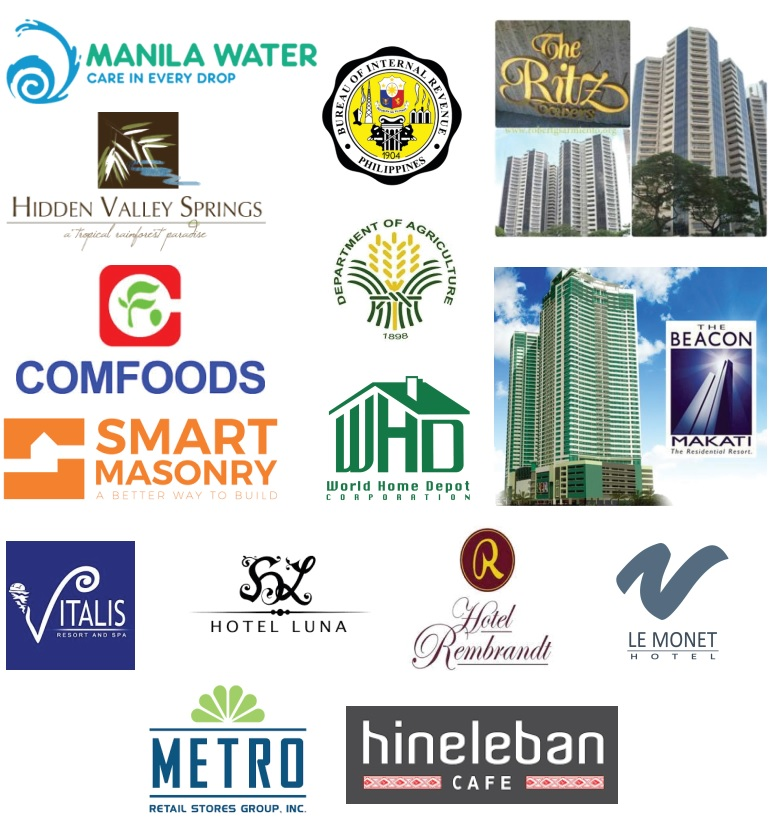 MANILA WATER
CARE IN EVERY DROP
HIDDEN VALLEY SPRINGS
a tropical rainforest paradise
COMFOODS
SMART
MASONRY
A BETTER WAY TO BUILD
BUREAU OF INTERNAL REVENUE
1904
PHILIPPINES
DEPARTMENT OF AGRICULTURE
1898
WHD
World Home Depot
CORPORATION
The
Ritz
TOWERS
THE
BEACON
MAKATI
The Residential Resort.
VITALIS
RESORT AND SPA
HL
HOTEL LUNA
R
Hotel
Rembrandt
LE MONET
HOTEL
METRO
RETAIL STORES GROUP, INC.
hineleban
CAFE